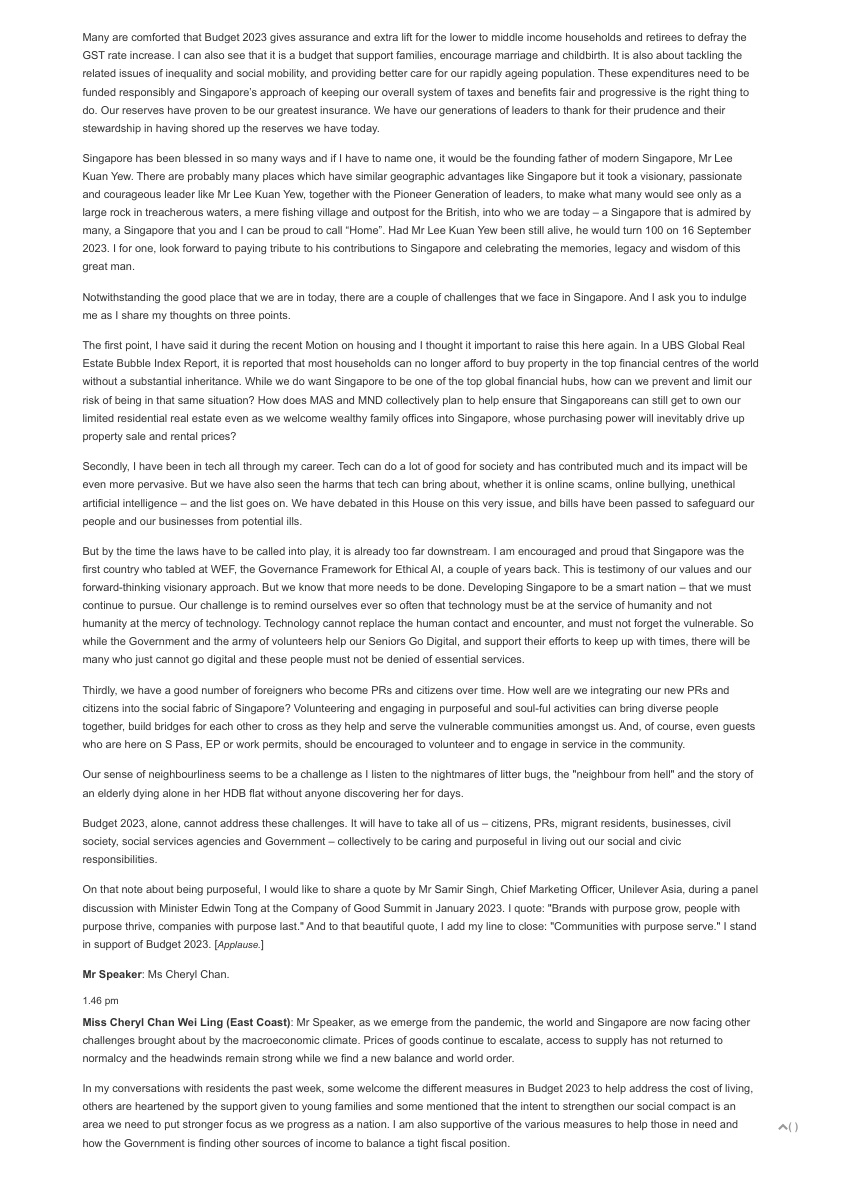 Many are comforted that Budget 2023 gives assurance and extra lift for the lower to middle income households and retirees to defray the
GST rate increase. I can also see that it is a budget that support families, encourage marriage and childbirth. It is also about tackling the
related issues of inequality and social mobility, and providing better care for our rapidly ageing population. These expenditures need to be
funded responsibly and Singapore's approach of keeping our overall system of taxes and benefits fair and progressive is the right thing to
do. Our reserves have proven to be our greatest insurance. We have our generations of leaders to thank for their prudence and their
stewardship in having shored up the reserves we have today.
Singapore has been blessed in so many ways and if I have to name one, it would be the founding father of modern Singapore, Mr Lee
Kuan Yew. There are probably many places which have similar geographic advantages like Singapore but it took a visionary, passionate
and courageous leader like Mr Lee Kuan Yew, together with the Pioneer Generation of leaders, to make what many would see only as a
large rock in treacherous waters, a mere fishing village and outpost for the British, into who we are today – a Singapore that is admired by
many, a Singapore that you and I can be proud to call "Home". Had Mr Lee Kuan Yew been still alive, he would turn 100 on 16 September
2023. I for one, look forward to paying tribute to his contributions to Singapore and celebrating the memories, legacy and wisdom of this
great man.
Notwithstanding the good place that we are in today, there are a couple of challenges that we face in Singapore. And I ask you to indulge
me as I share my thoughts on three points.
The first point, I have said it during the recent Motion on housing and I thought it important to raise this here again. In a UBS Global Real
Estate Bubble Index Report, it is reported that most households can no longer afford to buy property in the top financial centres of the world
without a substantial inheritance. While we do want Singapore to be one of the top global financial hubs, how can we prevent and limit our
risk of being in that same situation? How does MAS and MND collectively plan to help ensure that Singaporeans can still get to own our
limited residential real estate even as we welcome wealthy family offices into Singapore, whose purchasing power will inevitably drive up
property sale and rental prices?
Secondly, I have been in tech all through my career. Tech can do a lot of good for society and has contributed much and its impact will be
even more pervasive. But we have also seen the harms that tech can bring about, whether it is online scams, online bullying, unethical
artificial intelligence – and the list goes on. We have debated in this House on this very issue, and bills have been passed to safeguard our
people and our businesses from potential ills.
But by the time the laws have to be called into play, it is already too far downstream. I am encouraged and proud that Singapore was the
first country who tabled at WEF, the Governance Framework for Ethical AI, a couple of years back. This is testimony of our values and our
forward-thinking visionary approach. But we know that more needs to be done. Developing Singapore to be a smart nation – that we must
continue to pursue. Our challenge is to remind ourselves ever so often that technology must be at the service of humanity and not
humanity at the mercy of technology. Technology cannot replace the human contact and encounter, and must not forget the vulnerable. So
while the Government and the army of volunteers help our Seniors Go Digital, and support their efforts to keep up with times, there will be
many who just cannot go digital and these people must not be denied of essential services.
Thirdly, we have a good number of foreigners who become PRs and citizens over time. How well are we integrating our new PRs and
citizens into the social fabric of Singapore? Volunteering and engaging in purposeful and soul-ful activities can bring diverse people
together, build bridges for each other to cross as they help and serve the vulnerable communities amongst us. And, of course, even guests
who are here on S Pass, EP or work permits, should be encouraged to volunteer and to engage in service in the community.
Our sense of neighbourliness seems to be a challenge as I listen to the nightmares of litter bugs, the "neighbour from hell" and the story of
an elderly dying alone in her HDB flat without anyone discovering her for days.
Budget 2023, alone, cannot address these challenges. It will have to take all of us – citizens, PRs, migrant residents, businesses, civil
society, social services agencies and Government – collectively to be caring and purposeful in living out our social and civic
responsibilities.
On that note about being purposeful, I would like to share a quote by Mr Samir Singh, Chief Marketing Officer, Unilever Asia, during a panel
discussion with Minister Edwin Tong at the Company of Good Summit in January 2023. I quote: "Brands with purpose grow, people with
purpose thrive, companies with purpose last." And to that beautiful quote, I add my line to close: "Communities with purpose serve." I stand
in support of Budget 2023. [Applause.]
Mr Speaker: Ms Cheryl Chan.
1.46 pm
Miss Cheryl Chan Wei Ling (East Coast): Mr Speaker, as we emerge from the pandemic, the world and Singapore are now facing other
challenges brought about by the macroeconomic climate. Prices of goods continue to escalate, access to supply has not returned to
normalcy and the headwinds remain strong while we find a new balance and world order.
In my conversations with residents the past week, some welcome the different measures in Budget 2023 to help address the cost of living,
others are heartened by the support given to young families and some mentioned that the intent to strengthen our social compact is an
area we need to put stronger focus as we progress as a nation. I am also supportive of the various measures to help those in need and
how the Government is finding other sources of income to balance a tight fiscal position.
( )